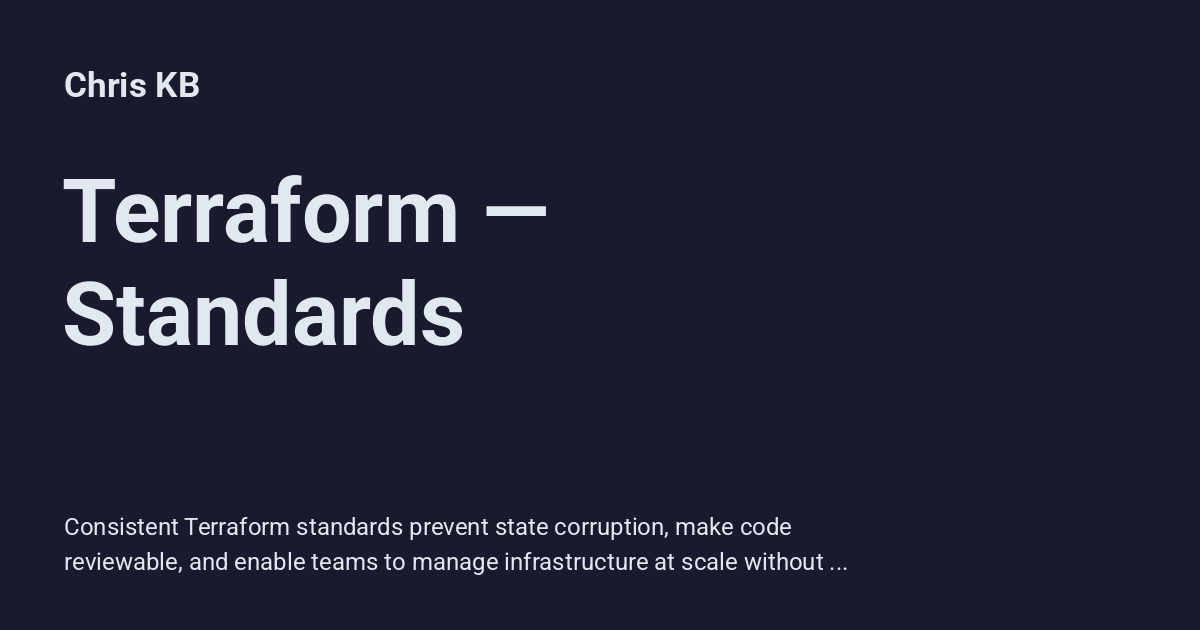 Chris KB
Terraform —
Standards
Consistent Terraform standards prevent state corruption, make code
reviewable, and enable teams to manage infrastructure at scale without ...